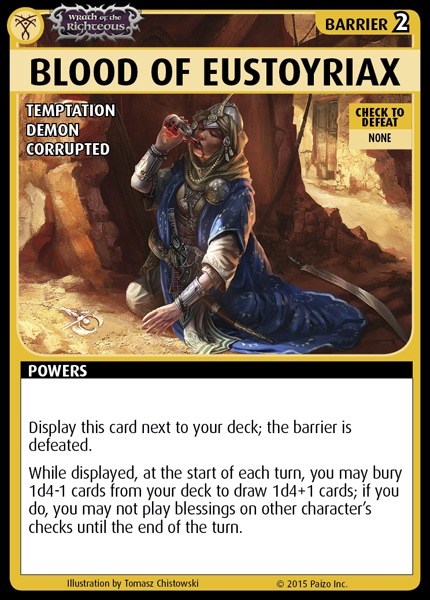 Wrath of the
Righteous
BARRIER 2
BLOOD OF EUSTOYRIAX
TEMPTATION
DEMON
CORRUPTED
CHECK TO
DEFEAT
NONE
POWERS
Display this card next to your deck; the barrier is
defeated.
While displayed, at the start of each turn, you may bury
1d4-1 cards from your deck to draw 1d4+1 cards; if you
do, you may not play blessings on other character's
checks until the end of the turn.
Illustration by Tomasz Chistowski
© 2015 Paizo Inc.